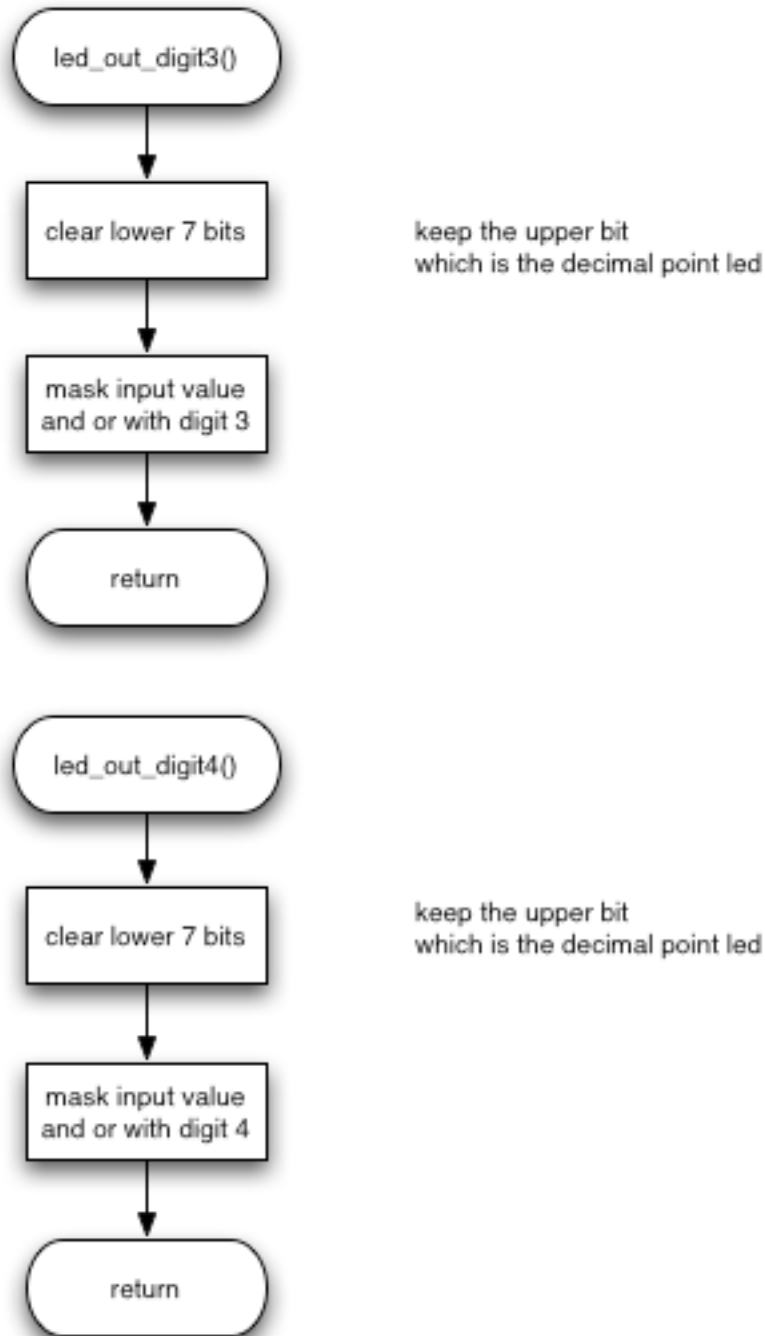 led_out_digit3()
clear lower 7 bits
keep the upper bit
which is the decimal point led
mask input value
and or with digit 3
return
led_out_digit4()
clear lower 7 bits
keep the upper bit
which is the decimal point led
mask input value
and or with digit 4
return